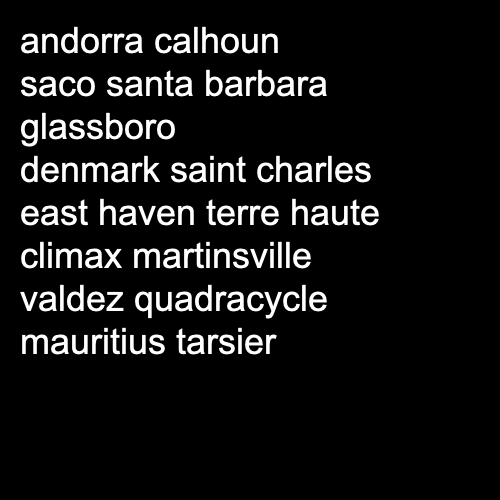 andorra calhoun
saco santa barbara
glassboro
denmark saint charles
east haven terre haute
climax martinsville
valdez quadracycle
mauritius tarsier